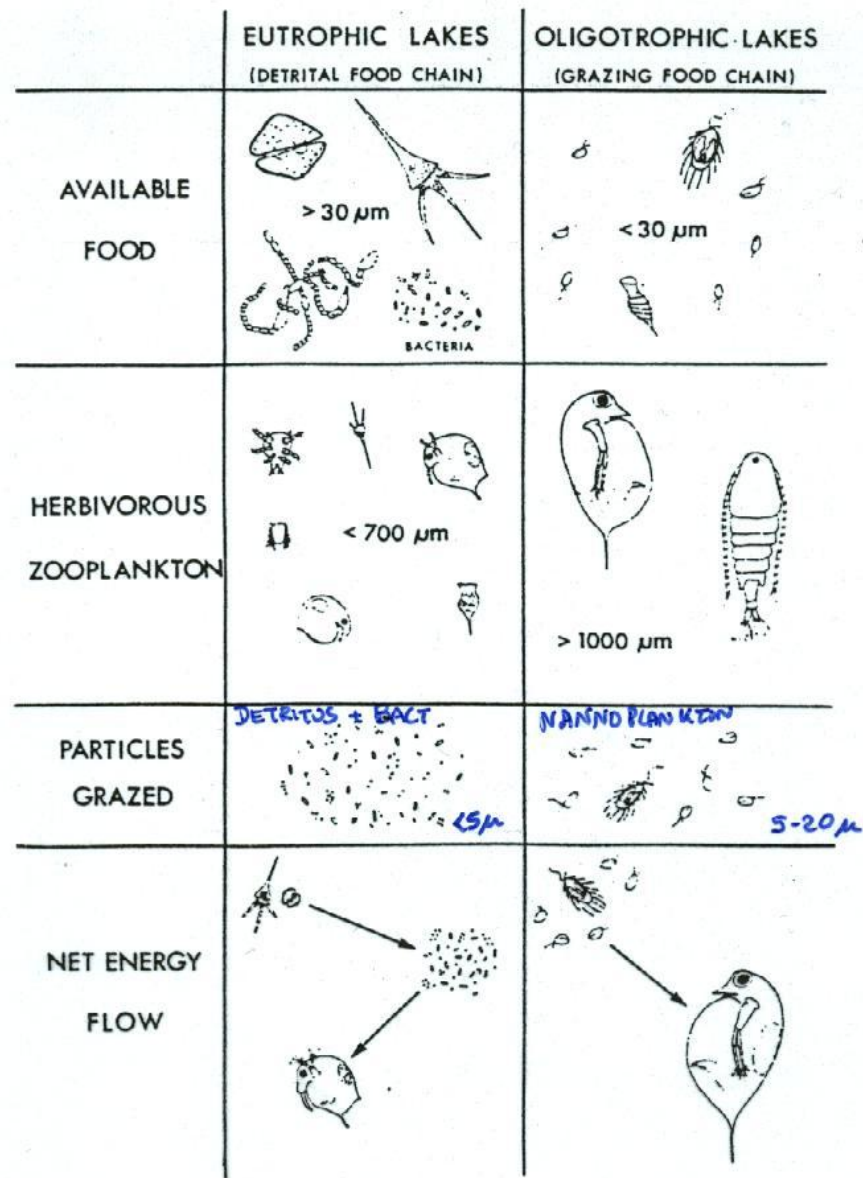 EUTROPHIC LAKES
(DETRITAL FOOD CHAIN)
OLIGOTROPHIC LAKES
(GRAZING FOOD CHAIN)
AVAILABLE
FOOD
> 30 µm
BACTERIA
< 30 µm
HERBIVOROUS
ZOOPLANKTON
< 700 µm
> 1000 µm
PARTICLES
GRAZED
DETRITUS + BACT
<5µ
NANNOPLANKTON
5-20µ
NET ENERGY
FLOW